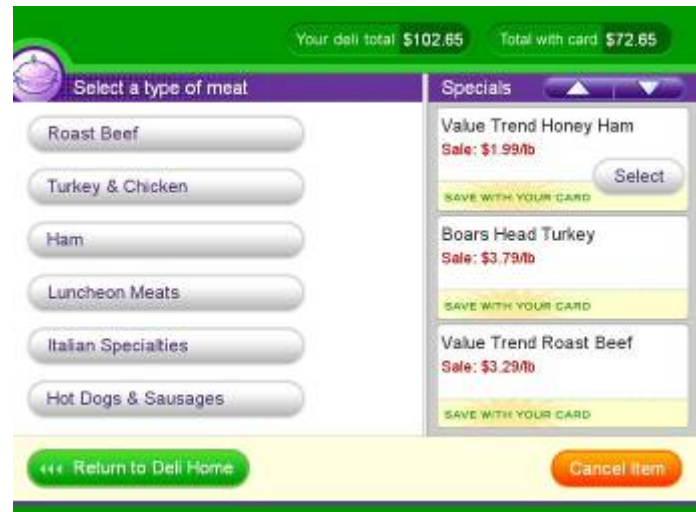 Your deli total $102.65 Total with card $72.65
Select a type of meat
Roast Beef
Turkey & Chicken
Ham
Luncheon Meats
Italian Specialties
Hot Dogs & Sausages
Specials
Value Trend Honey Ham
Sale: $1.99/lb
Select
SAVE WITH YOUR CARD
Boars Head Turkey
Sale: $3.79/lb
SAVE WITH YOUR CARD
Value Trend Roast Beef
Sale: $3.29/lb
SAVE WITH YOUR CARD
Return to Deli Home
Cancel Item